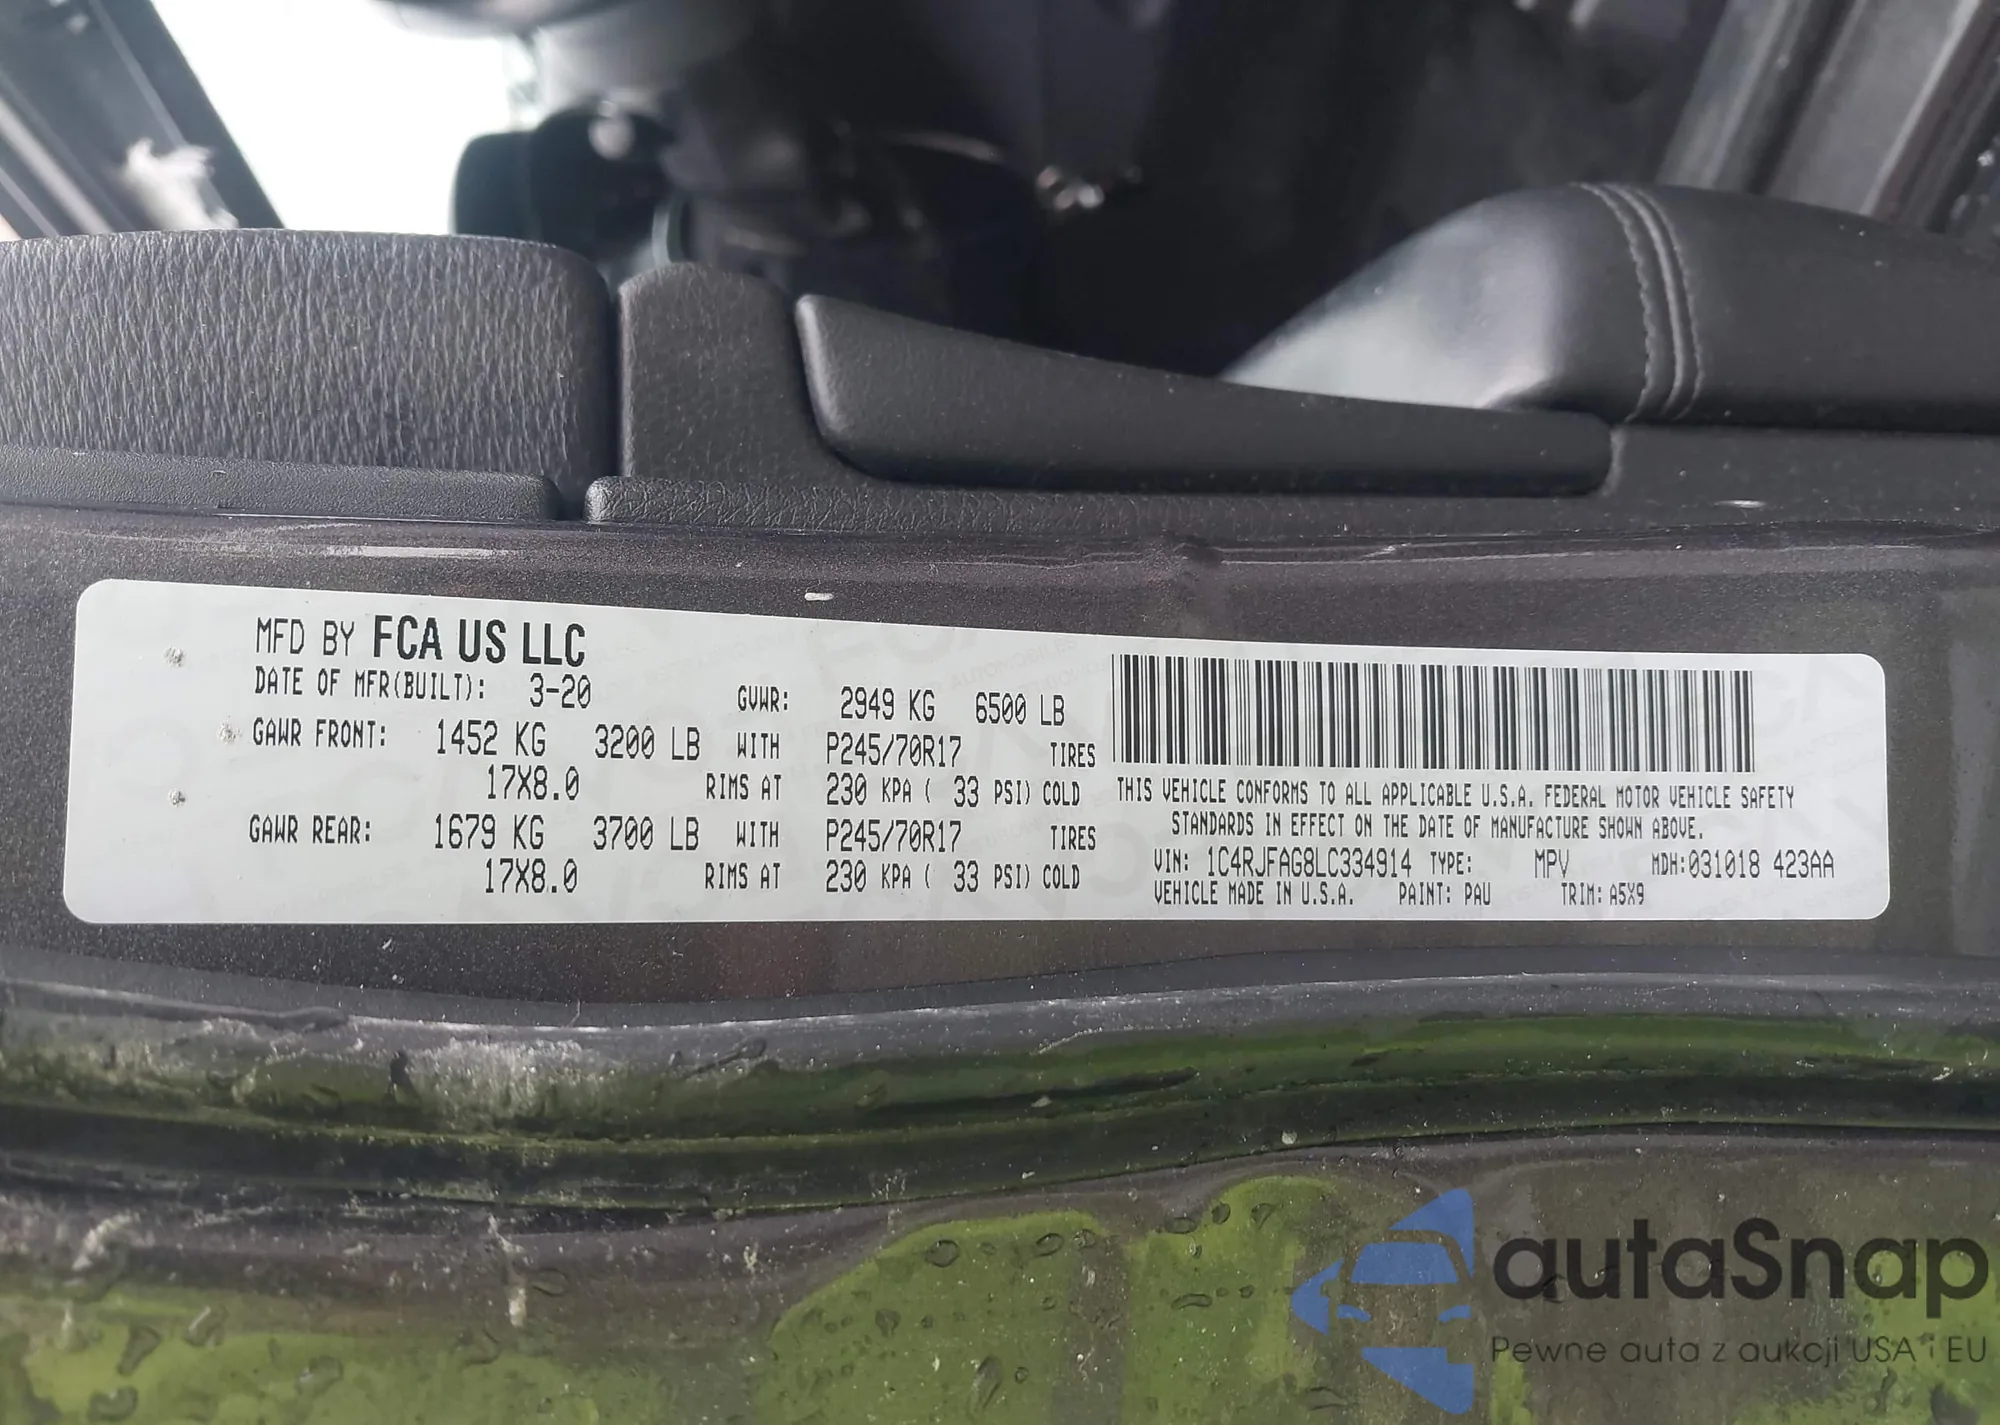 MFD BY FCA US LLC
DATE OF MFR(BUILT): 3-20 GVWR: 2949 KG 6500 LB
GAWR FRONT: 1452 KG 3200 LB WITH P245/70R17 TIRES
17X8.0 RIMS AT 230 KPA ( 33 PSI) COLD
GAWR REAR: 1679 KG 3700 LB WITH P245/70R17 TIRES
17X8.0 RIMS AT 230 KPA ( 33 PSI) COLD
THIS VEHICLE CONFORMS TO ALL APPLICABLE U.S.A. FEDERAL MOTOR VEHICLE SAFETY
STANDARDS IN EFFECT ON THE DATE OF MANUFACTURE SHOWN ABOVE.
VIN: 1C4RJFAG8LC334914 TYPE: MPV MDH:031018 423AA
VEHICLE MADE IN U.S.A. PAINT: PAU TRIM: A5X9
autaSnap
Pewne auta z aukcji USA i EU